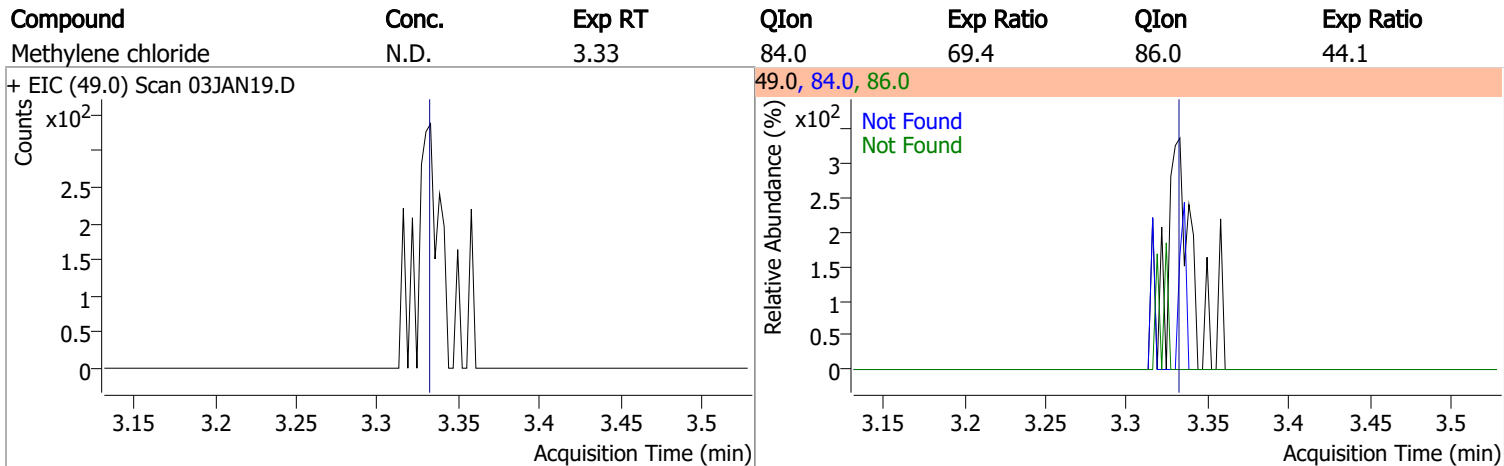 Compound Conc. Exp RT QIon Exp Ratio QIon Exp Ratio
Methylene chloride N.D. 3.33 84.0 69.4 86.0 44.1
+ EIC (49.0) Scan 03JAN19.D
Counts
x10²
2.5
2
1.5
1
0.5
0
3.15 3.2 3.25 3.3 3.35 3.4 3.45 3.5
Acquisition Time (min)
49.0, 84.0, 86.0
Relative Abundance (%)
x10²
Not Found
Not Found
3
2.5
2
1.5
1
0.5
0
3.15 3.2 3.25 3.3 3.35 3.4 3.45 3.5
Acquisition Time (min)